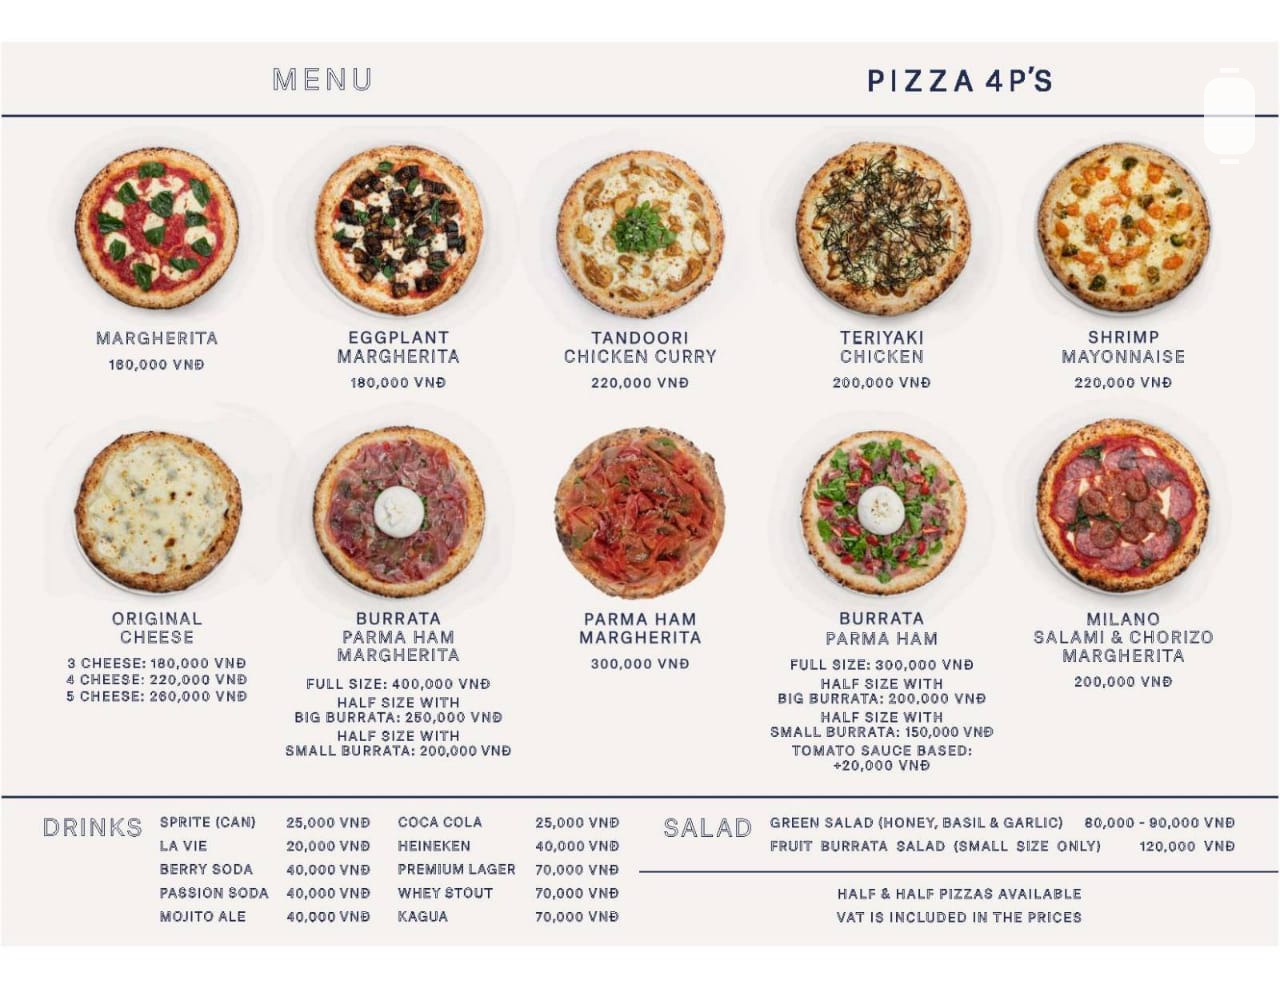 MENU
PIZZA 4P'S
MARGHERITA
160,000 VNĐ
EGGPLANT
MARGHERITA
180,000 VNĐ
TANDOORI
CHICKEN CURRY
220,000 VNĐ
TERIYAKI
CHICKEN
200,000 VNĐ
SHRIMP
MAYONNAISE
220,000 VNĐ
ORIGINAL
CHEESE
3 CHEESE: 180,000 VNĐ
4 CHEESE: 220,000 VNĐ
5 CHEESE: 260,000 VNĐ
BURRATA
PARMA HAM
MARGHERITA
FULL SIZE: 400,000 VNĐ
HALF SIZE WITH
BIG BURRATA: 250,000 VNĐ
HALF SIZE WITH
SMALL BURRATA: 200,000 VNĐ
PARMA HAM
MARGHERITA
300,000 VNĐ
BURRATA
PARMA HAM
FULL SIZE: 300,000 VNĐ
HALF SIZE WITH
BIG BURRATA: 200,000 VNĐ
HALF SIZE WITH
SMALL BURRATA: 150,000 VNĐ
TOMATO SAUCE BASED:
+20,000 VNĐ
MILANO
SALAMI & CHORIZO
MARGHERITA
200,000 VNĐ
DRINKS
SPRITE (CAN) 25,000 VNĐ
LA VIE 20,000 VNĐ
BERRY SODA 40,000 VNĐ
PASSION SODA 40,000 VNĐ
MOJITO ALE 40,000 VNĐ
COCA COLA 25,000 VNĐ
HEINEKEN 40,000 VNĐ
PREMIUM LAGER 70,000 VNĐ
WHEY STOUT 70,000 VNĐ
KAGUA 70,000 VNĐ
SALAD
GREEN SALAD (HONEY, BASIL & GARLIC) 80,000 - 90,000 VNĐ
FRUIT BURRATA SALAD (SMALL SIZE ONLY) 120,000 VNĐ
HALF & HALF PIZZAS AVAILABLE
VAT IS INCLUDED IN THE PRICES